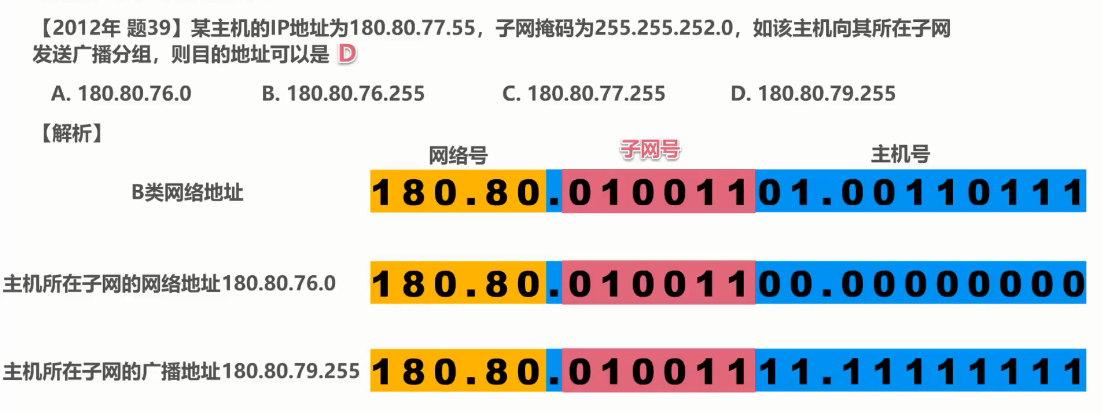 【2012年 题39】某主机的IP地址为180.80.77.55，子网掩码为255.255.252.0，如该主机向其所在子网
发送广播分组，则目的地址可以是 D
A. 180.80.76.0 B. 180.80.76.255 C. 180.80.77.255 D. 180.80.79.255
【解析】
网络号 子网号 主机号
B类网络地址 180.80.01001101.00110111
主机所在子网的网络地址180.80.76.0 180.80.01001100.00000000
主机所在子网的广播地址180.80.79.255 180.80.01001111.11111111